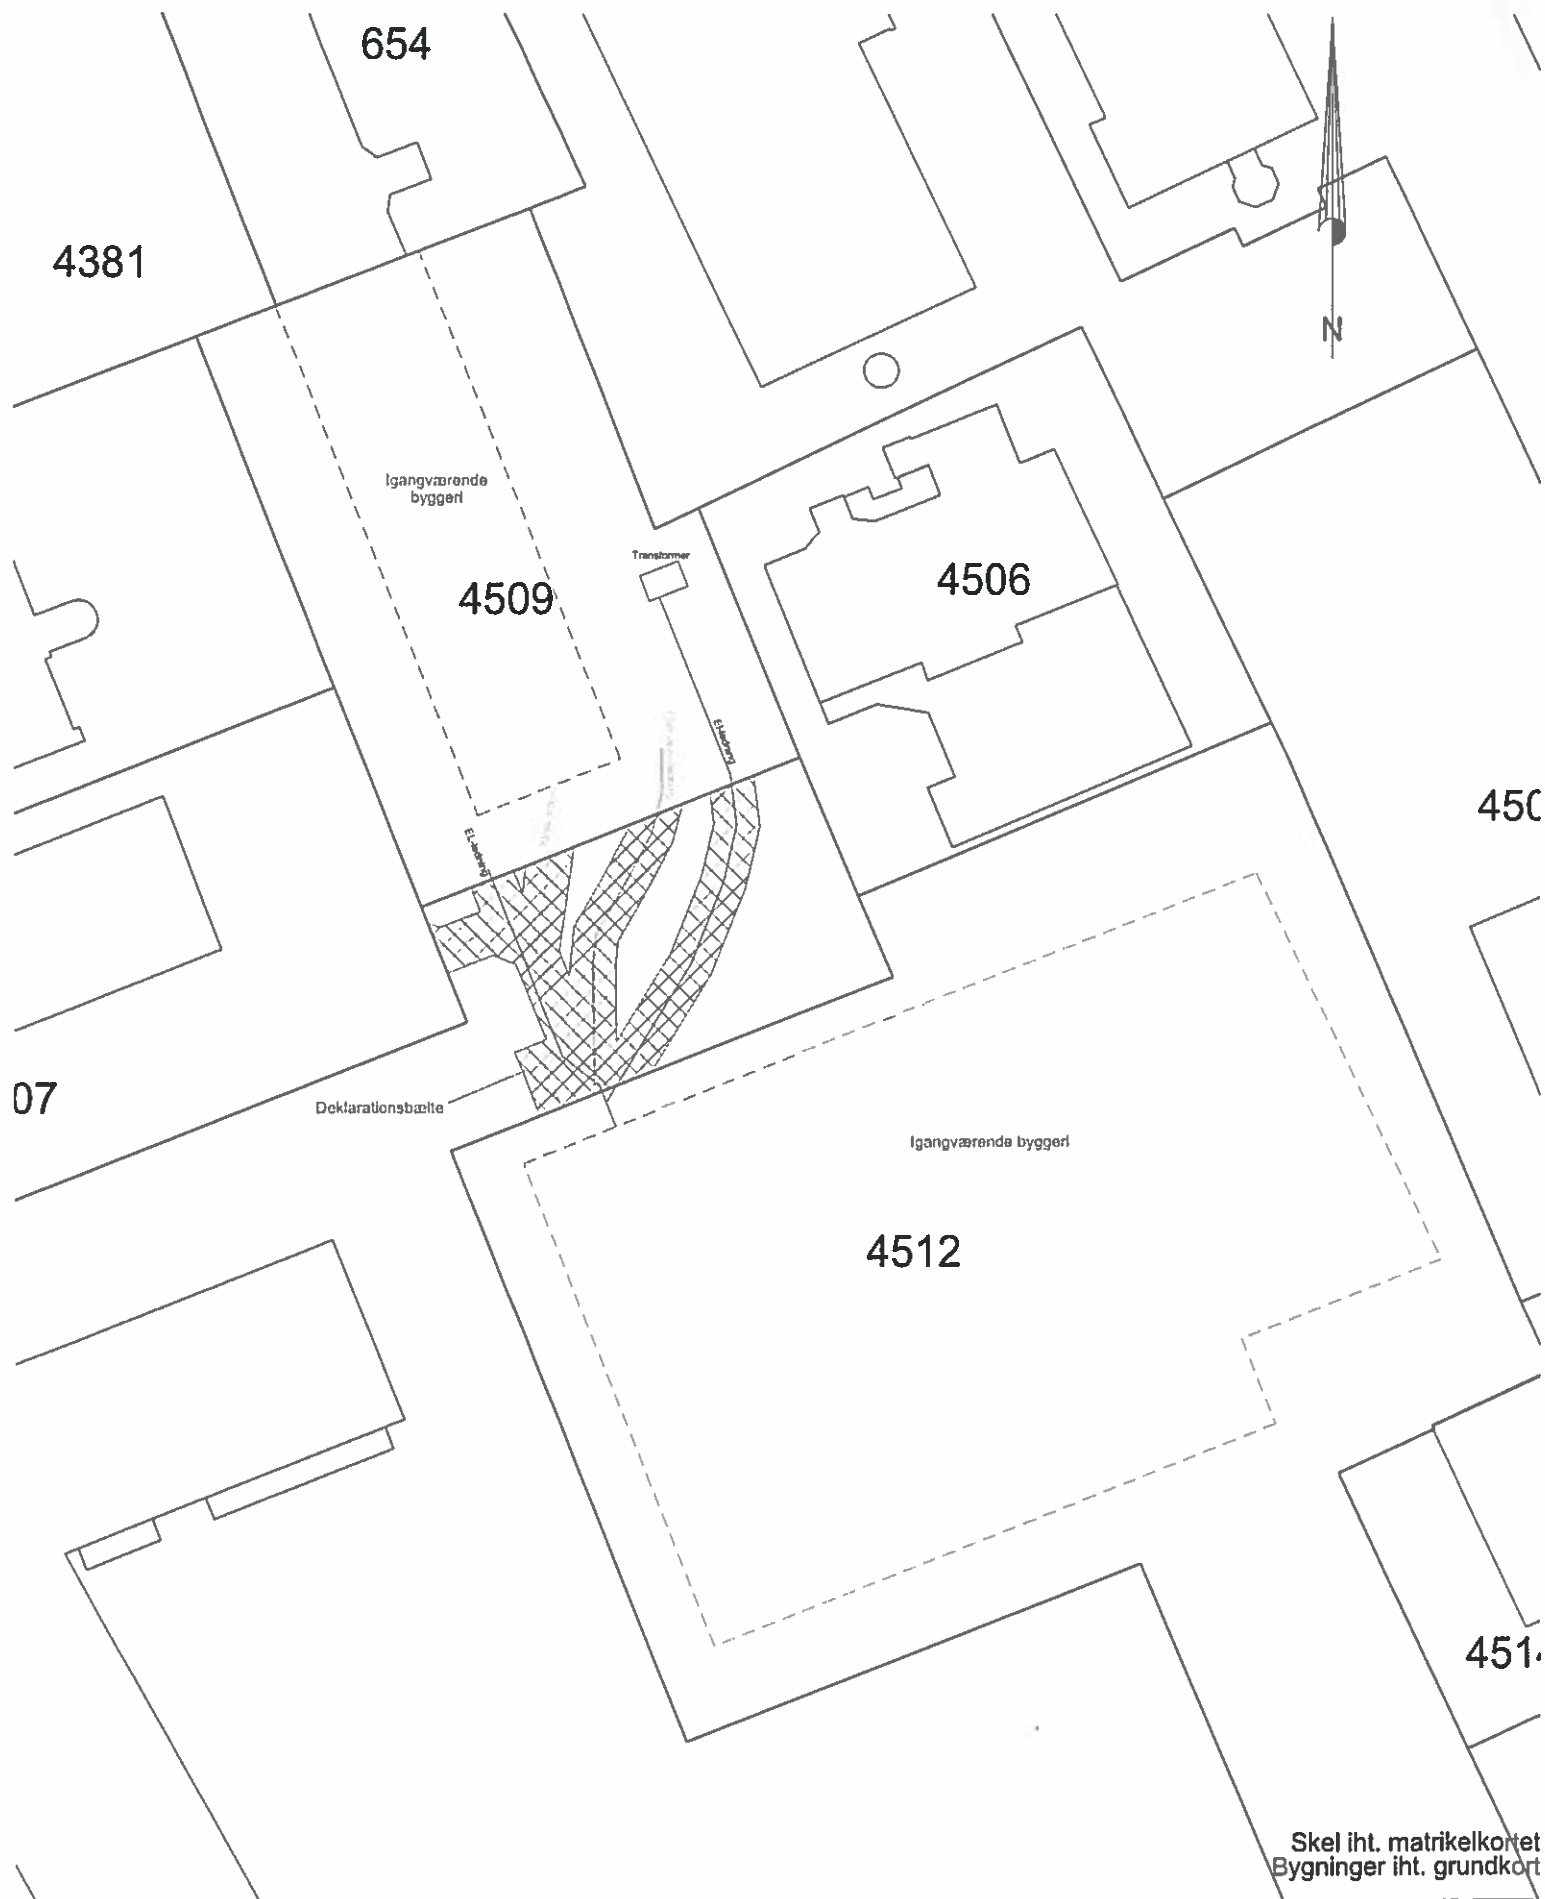 654
4381
N
Igangværende
byggeri
Transformer
4509
4506
El-ledning
450
El-ledning
07
Deklarationsbælte
Igangværende byggeri
4512
451
Skel iht. matrikelkortet
Bygninger iht. grundkort